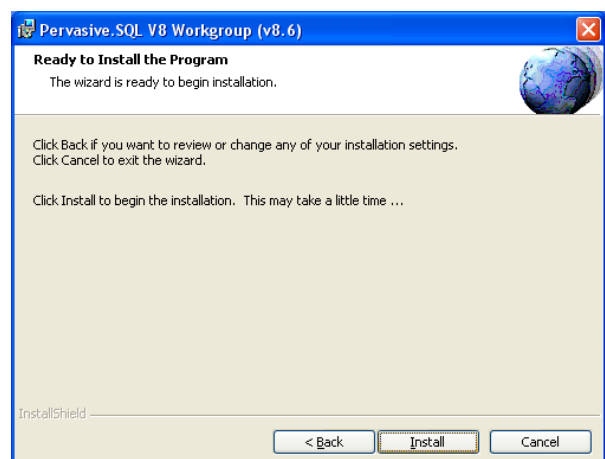 Pervasive.SQL V8 Workgroup (v8.6)
Ready to Install the Program
The wizard is ready to begin installation.
Click Back if you want to review or change any of your installation settings.
Click Cancel to exit the wizard.
Click Install to begin the installation.  This may take a little time ...
InstallShield
< Back
Install
Cancel